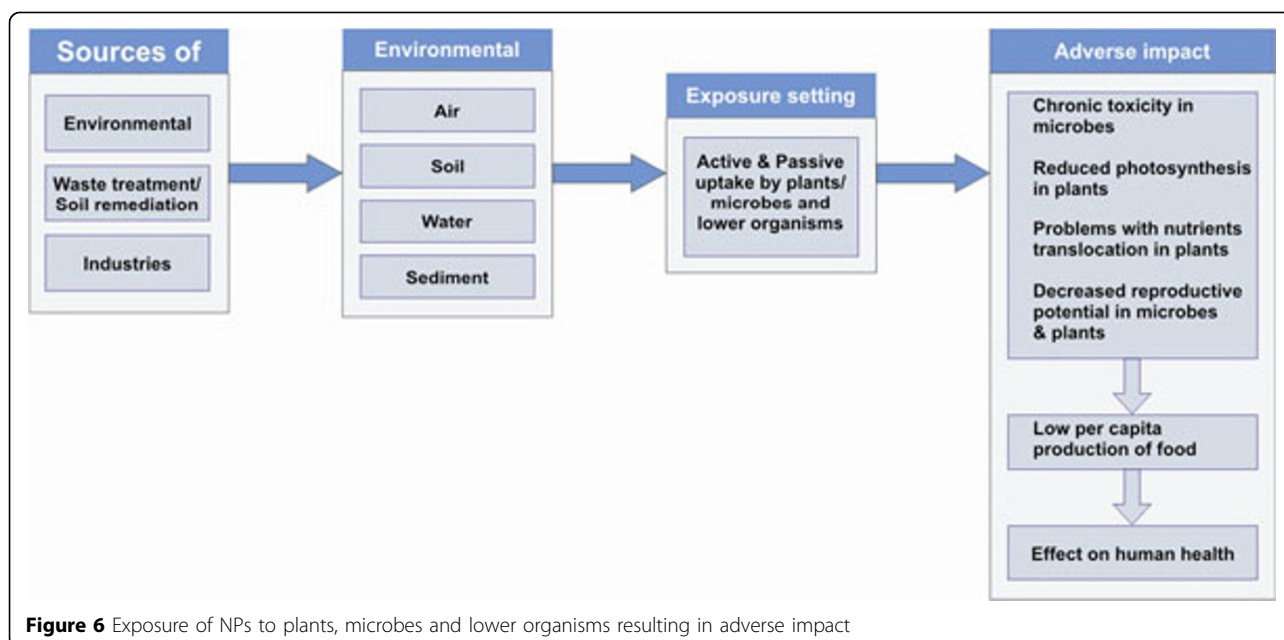 Sources of
Environmental
Waste treatment/
Soil remediation
Industries
Environmental
Air
Soil
Water
Sediment
Exposure setting
Active & Passive
uptake by plants/
microbes and
lower organisms
Adverse impact
Chronic toxicity in
microbes
Reduced photosynthesis
in plants
Problems with nutrients
translocation in plants
Decreased reproductive
potential in microbes
& plants
Low per capita
production of food
Effect on human health
Figure 6 Exposure of NPs to plants, microbes and lower organisms resulting in adverse impact